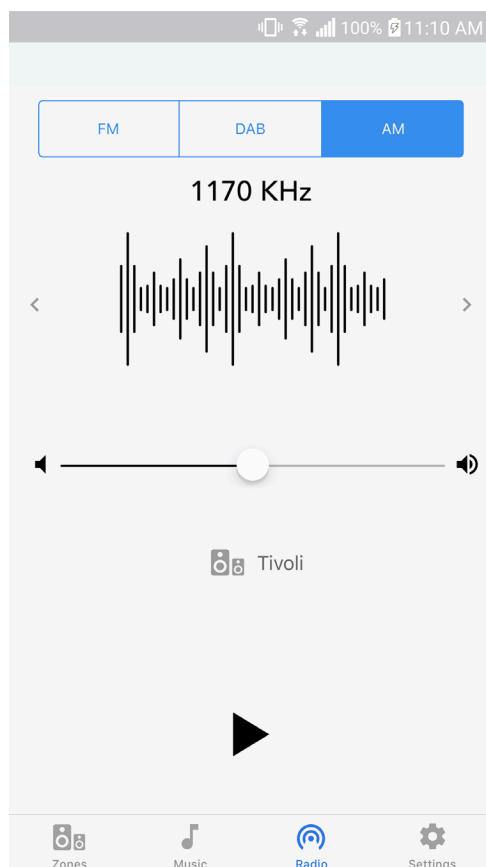 100% 11:10 AM
FM DAB AM
1170 KHz
Tivoli
Zones Music Radio Settings